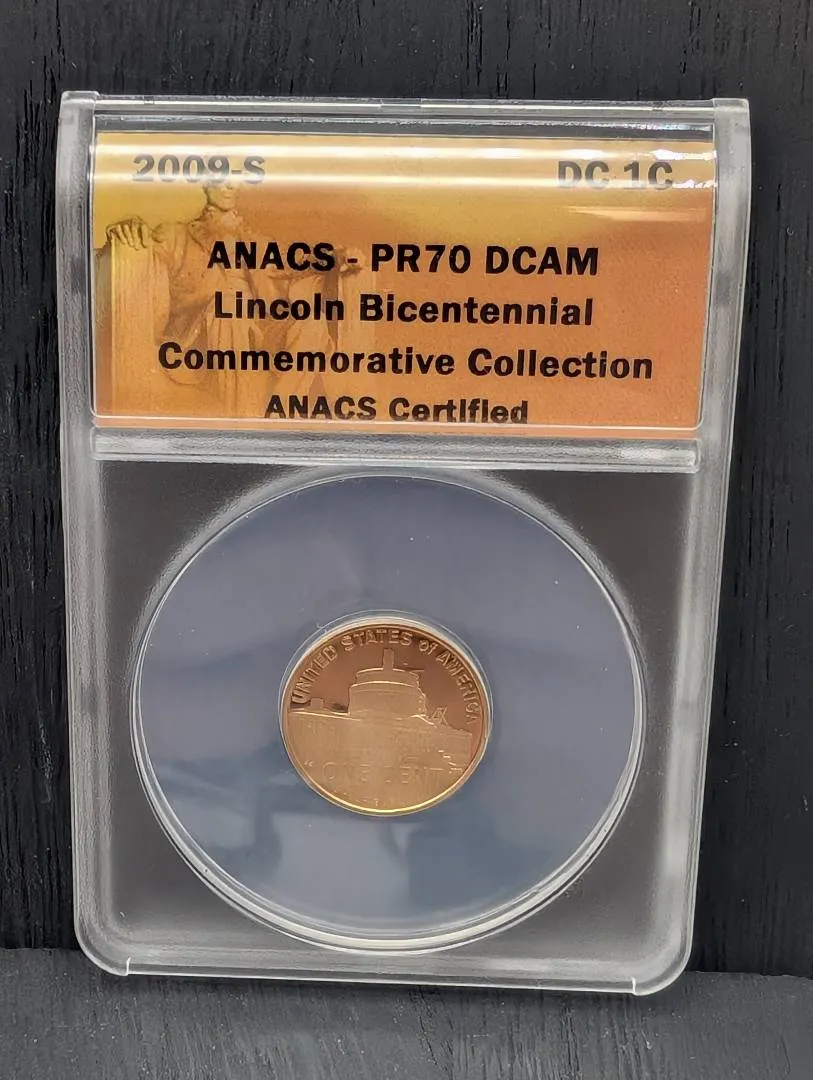 2009-S DC 1C
ANACS - PR70 DCAM
Lincoln Bicentennial
Commemorative Collection
ANACS Certified
UNITED STATES OF AMERICA
ONE CENT